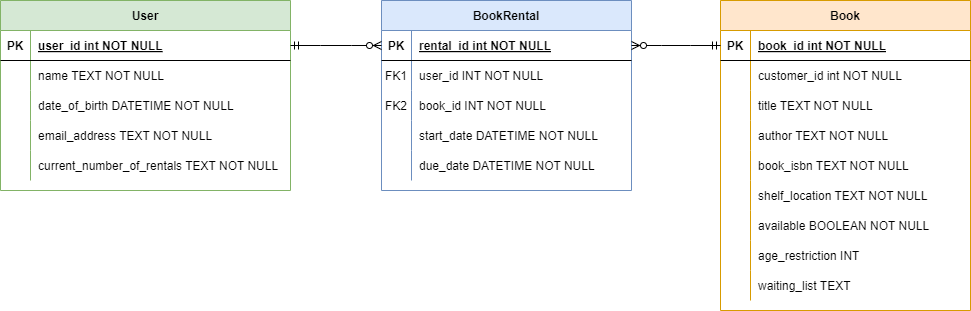 User
PK user_id int NOT NULL
name TEXT NOT NULL
date_of_birth DATETIME NOT NULL
email_address TEXT NOT NULL
current_number_of_rentals TEXT NOT NULL
BookRental
PK rental_id int NOT NULL
FK1 user_id INT NOT NULL
FK2 book_id INT NOT NULL
start_date DATETIME NOT NULL
due_date DATETIME NOT NULL
Book
PK book_id int NOT NULL
customer_id int NOT NULL
title TEXT NOT NULL
author TEXT NOT NULL
book_isbn TEXT NOT NULL
shelf_location TEXT NOT NULL
available BOOLEAN NOT NULL
age_restriction INT
waiting_list TEXT